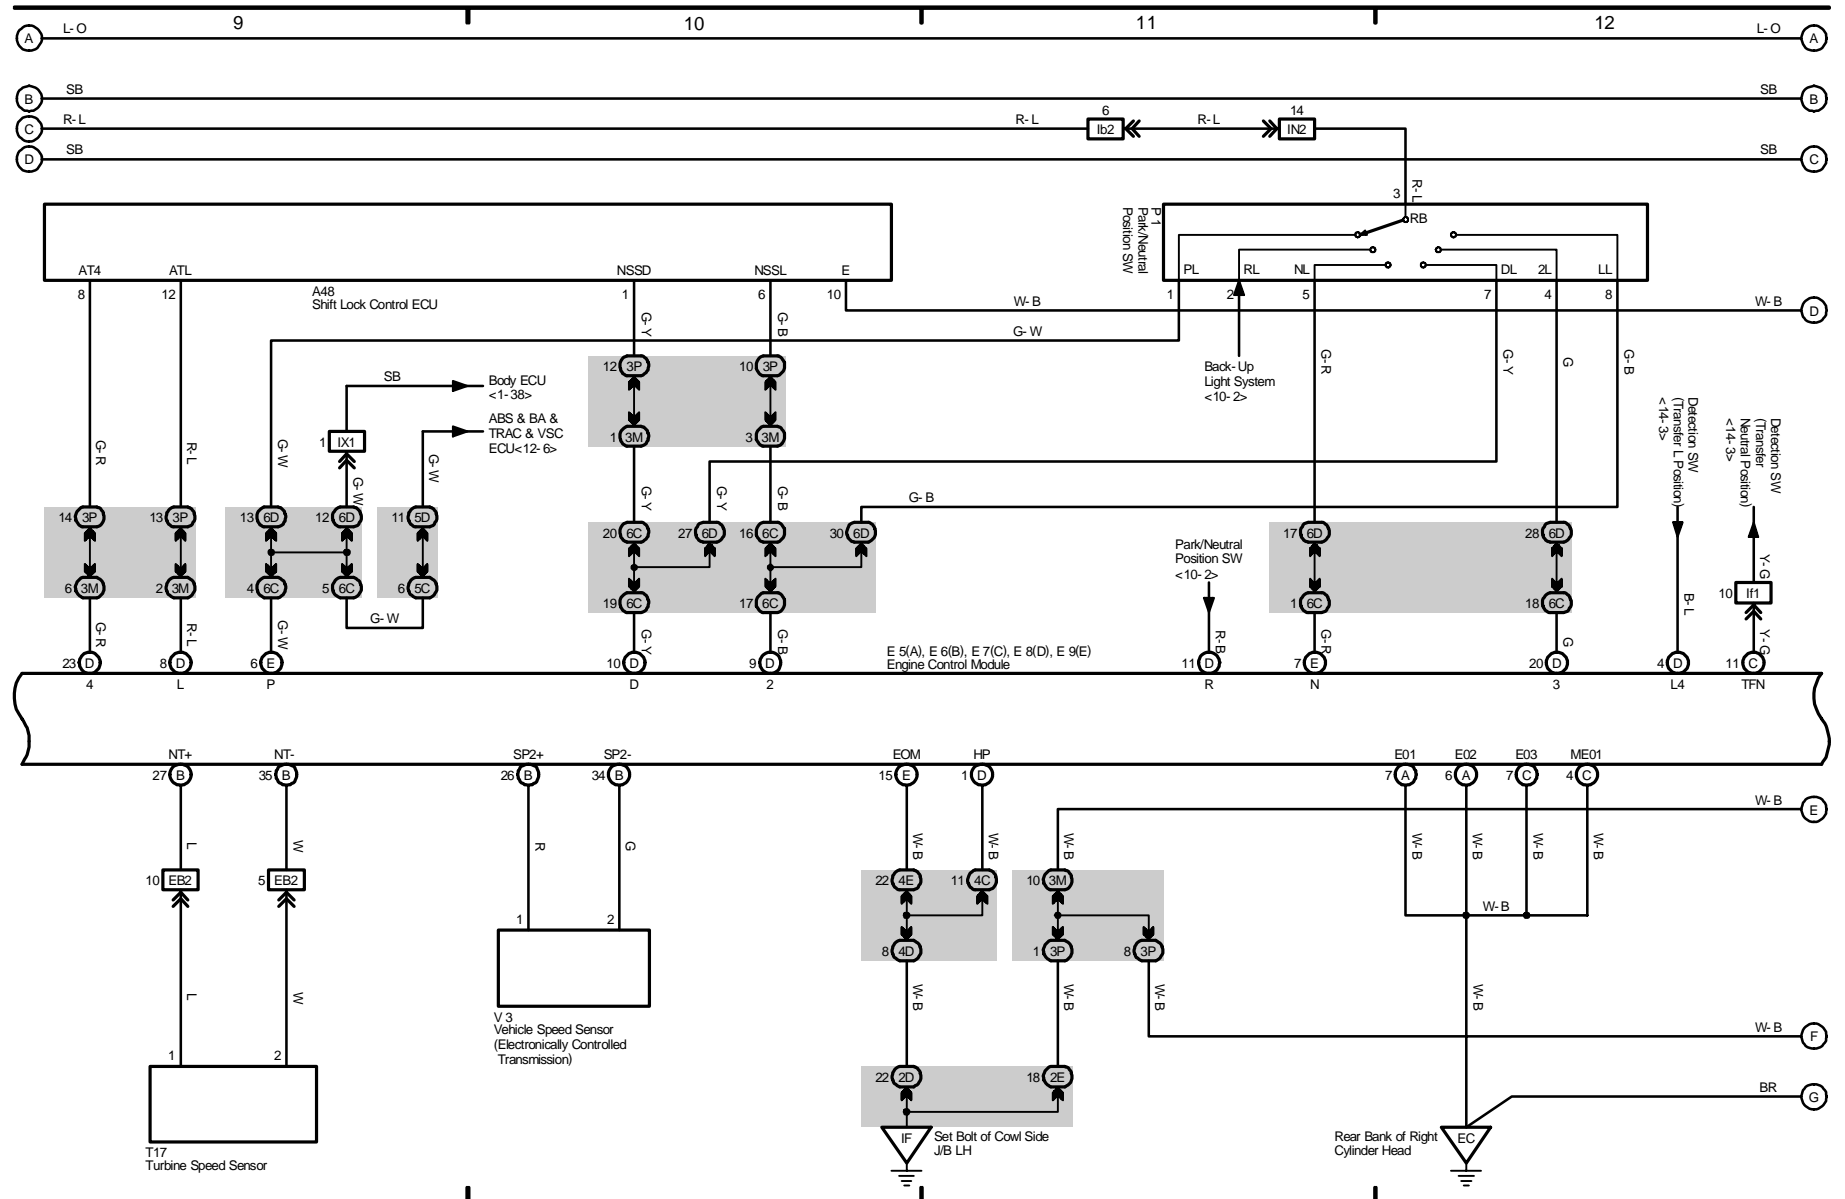 9 10 11 12
A L-O L-O A
B SB SB B
C R-L R-L 6 Ib2 R-L 14 IN2
D SB SB C
3 R-L
RB
P 1
Park/Neutral
Position SW
AT4 ATL NSSD NSSL E
PL RL NL DL 2L LL
8 12 1 6 10
1 2 5 7 4 8
A48
Shift Lock Control ECU
W-B W-B D
G-W
G-Y G-B
12 3P 10 3P
Back-Up
Light System
<10-2>
G-R G-Y G G-B
SB
Body ECU
<1-38>
ABS & BA &
TRAC & VSC
ECU<12-6>
1 IX1
1 3M 3 3M
Detection SW
(Transfer L Position)
<14-3>
Detection SW
(Transfer
Neutral Position)
<14-3>
G-R R-L G-W G-W G-W
G-Y G-Y G-B G-B
14 3P 13 3P 13 6D 12 6D 11 5D
20 6C 27 6D 16 6C 30 6D
17 6D 28 6D
Park/Neutral
Position SW
<10-2>
6 3M 2 3M 4 6C 5 6C 6 5C
19 6C 17 6C
1 6C 18 6C
Y-G
10 If1
B-L
G-W
G-R R-L G-W G-Y G-B R-B G-R G Y-G
E 5(A), E 6(B), E 7(C), E 8(D), E 9(E)
Engine Control Module
23 D 8 D 6 E 10 D 9 D 11 D 7 E 20 D 4 D 11 C
4 L P D 2 R N 3 L4 TFN
NT+ NT- SP2+ SP2- EOM HP E01 E02 E03 ME01
27 B 35 B 26 B 34 B 15 E 1 D 7 A 6 A 7 C 4 C
W-B E
L W R G W-B W-B W-B W-B W-B W-B
10 EB2 5 EB2
22 4E 11 4C 10 3M
W-B
1 2
8 4D 1 3P 8 3P
L W W-B W-B W-B W-B
V 3
Vehicle Speed Sensor
(Electronically Controlled
Transmission)
W-B F
1 2
22 2D 18 2E
BR G
IF
Set Bolt of Cowl Side
J/B LH
Rear Bank of Right
Cylinder Head
EC
T17
Turbine Speed Sensor